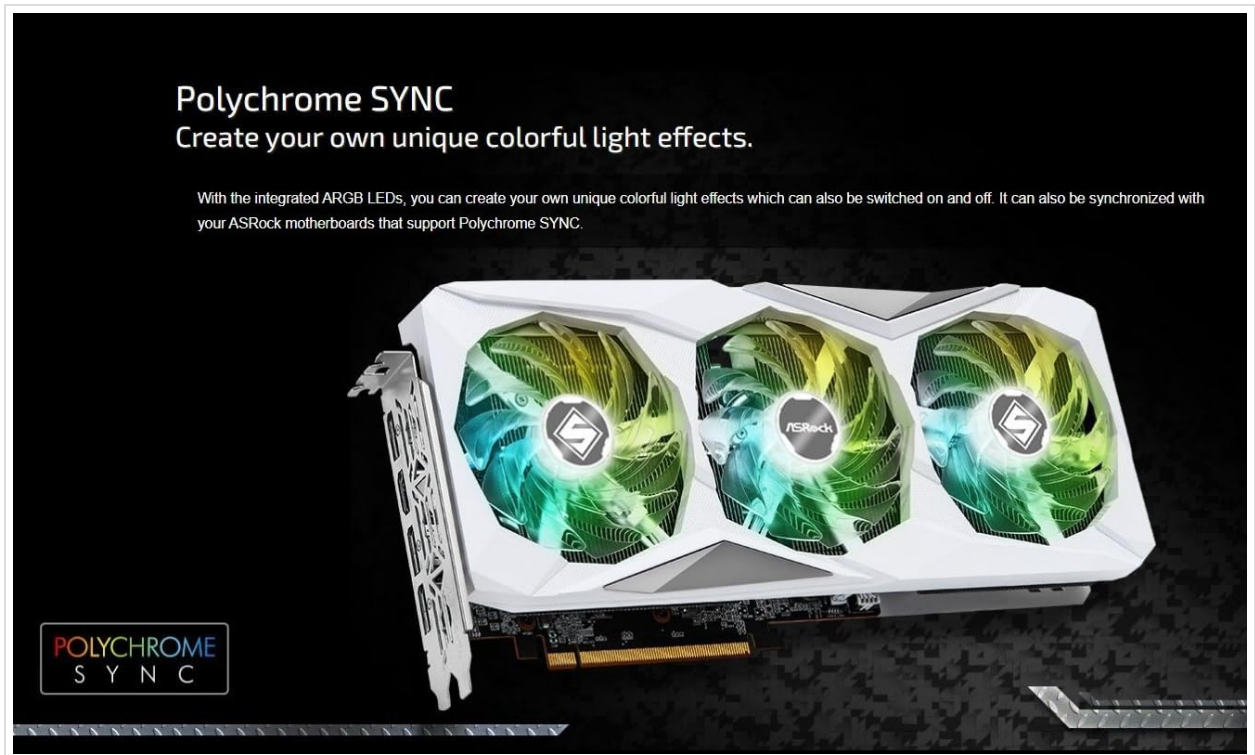 Polychrome SYNC
Create your own unique colorful light effects.
With the integrated ARGB LEDs, you can create your own unique colorful light effects which can also be switched on and off. It can also be synchronized with
your ASRock motherboards that support Polychrome SYNC.
ASRock
POLYCHROME
SYNC